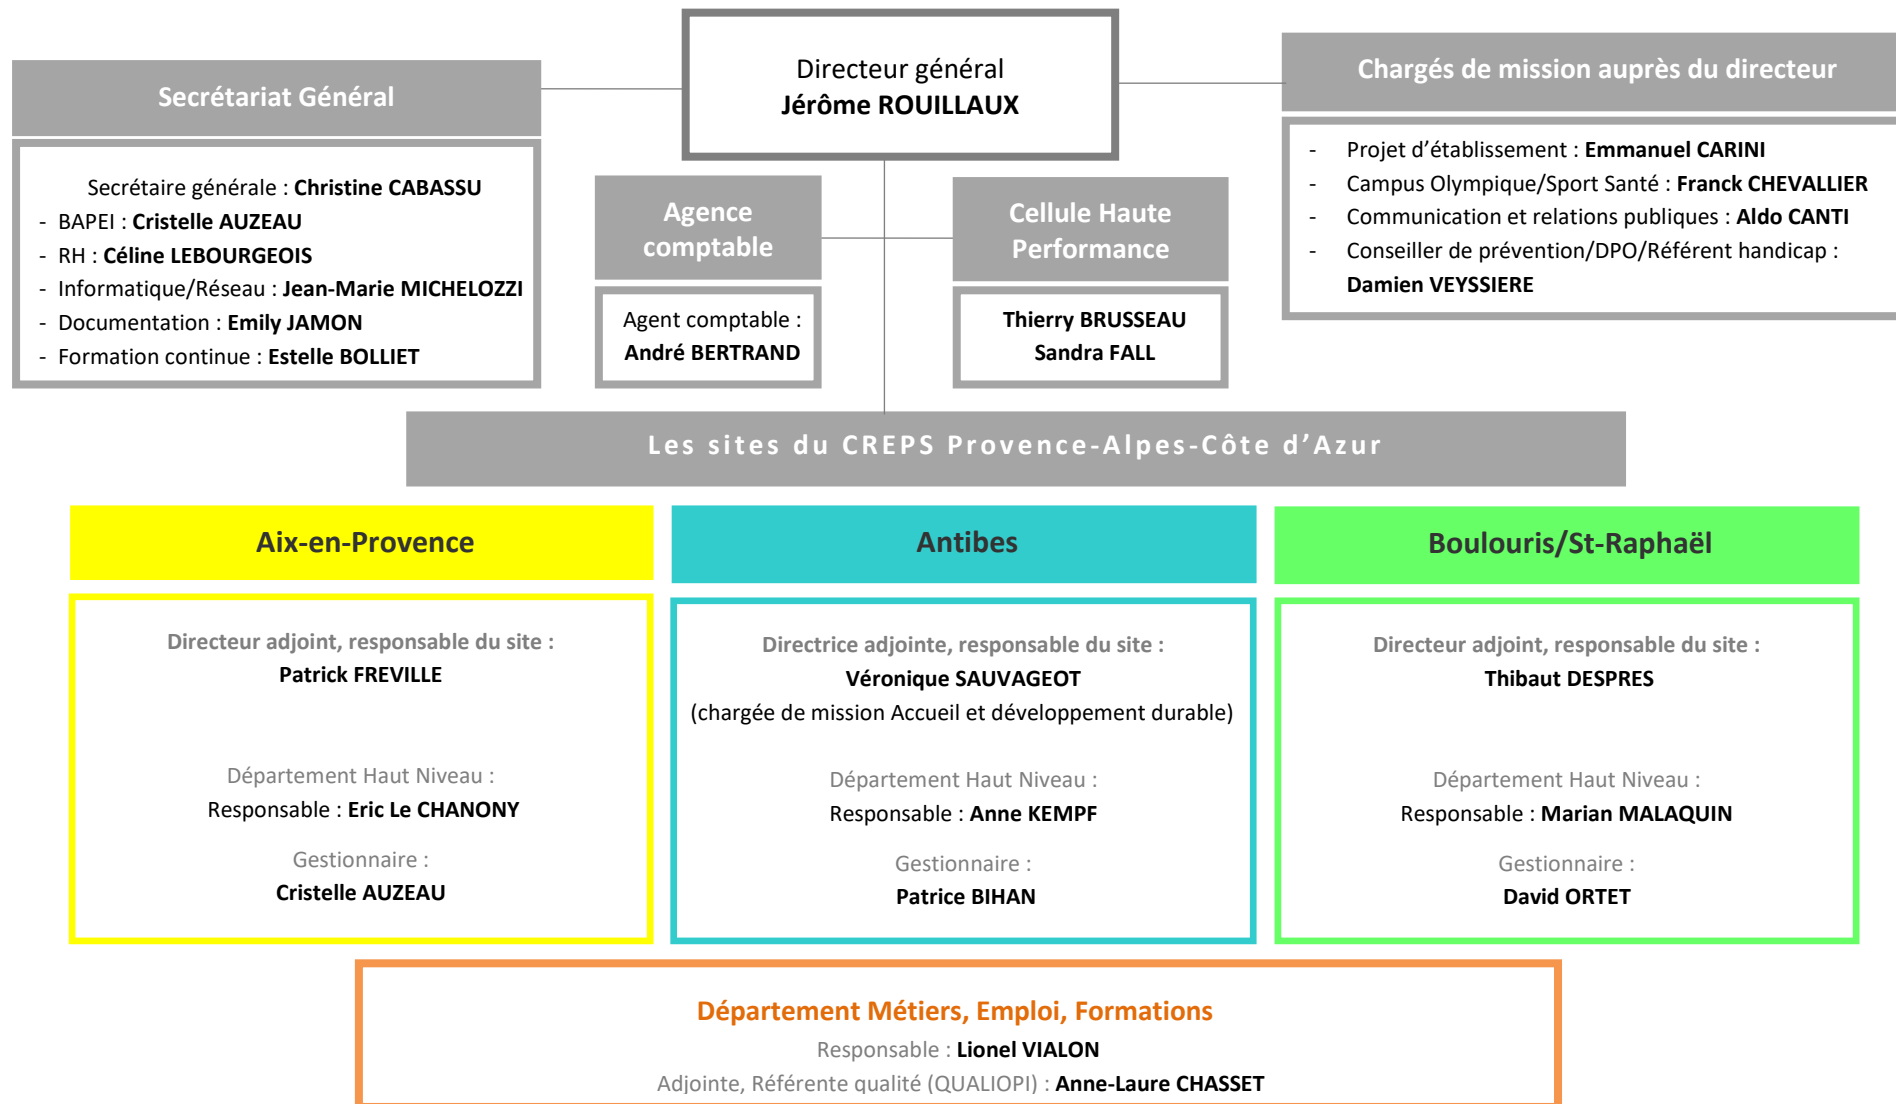 Directeur général
Jérôme ROUILLAUX
Secrétariat Général
Secrétaire générale : Christine CABASSU
- BAPEI : Cristelle AUZEAU
- RH : Céline LEBOURGEOIS
- Informatique/Réseau : Jean-Marie MICHELOZZI
- Documentation : Emily JAMON
- Formation continue : Estelle BOLLIET
Agence
comptable
Agent comptable :
André BERTRAND
Cellule Haute
Performance
Thierry BRUSSEAU
Sandra FALL
Chargés de mission auprès du directeur
- Projet d’établissement : Emmanuel CARINI
- Campus Olympique/Sport Santé : Franck CHEVALLIER
- Communication et relations publiques : Aldo CANTI
- Conseiller de prévention/DPO/Référent handicap :
Damien VEYSSIERE
Les sites du CREPS Provence-Alpes-Côte d’Azur
Aix-en-Provence
Directeur adjoint, responsable du site :
Patrick FREVILLE
Département Haut Niveau :
Responsable : Eric Le CHANONY
Gestionnaire :
Cristelle AUZEAU
Antibes
Directrice adjointe, responsable du site :
Véronique SAUVAGEOT
(chargée de mission Accueil et développement durable)
Département Haut Niveau :
Responsable : Anne KEMPF
Gestionnaire :
Patrice BIHAN
Boulouris/St-Raphaël
Directeur adjoint, responsable du site :
Thibaut DESPRES
Département Haut Niveau :
Responsable : Marian MALAQUIN
Gestionnaire :
David ORTET
Département Métiers, Emploi, Formations
Responsable : Lionel VIALON
Adjointe, Référente qualité (QUALIOPI) : Anne-Laure CHASSET